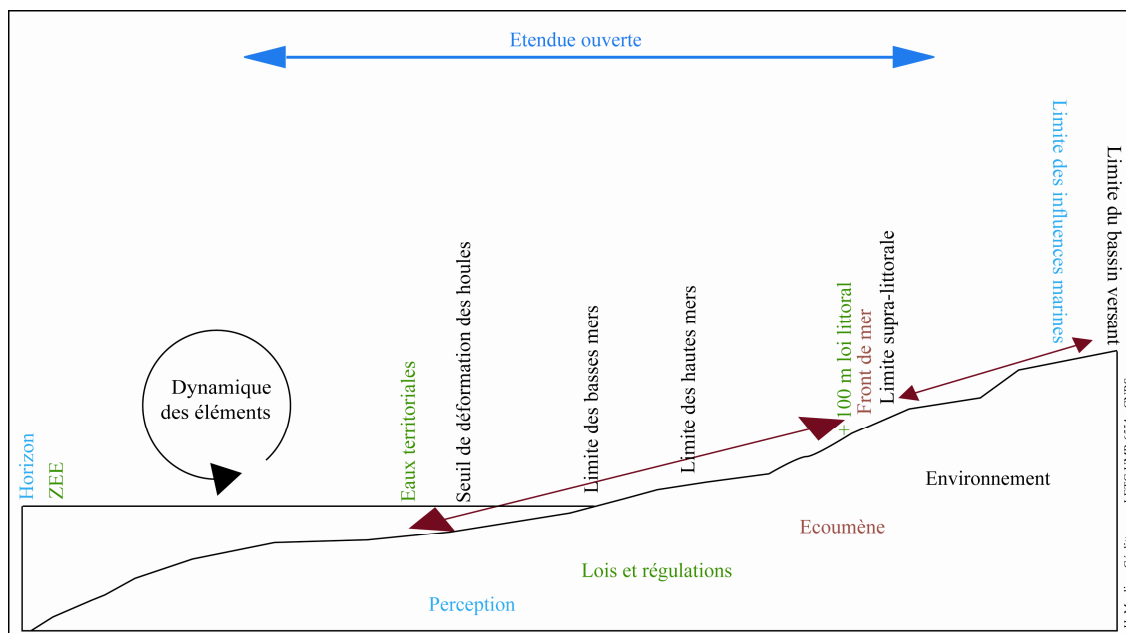 Etendue ouverte
Dynamique
des éléments
Horizon
ZEE
Eaux territoriales
Seuil de déformation des houles
Limite des basses mers
Limite des hautes mers
+ 100 m loi littoral
Front de mer
Limite supra-littorale
Limite des influences marines
Limite du bassin versant
Environnement
Ecoumène
Lois et régulations
Perception